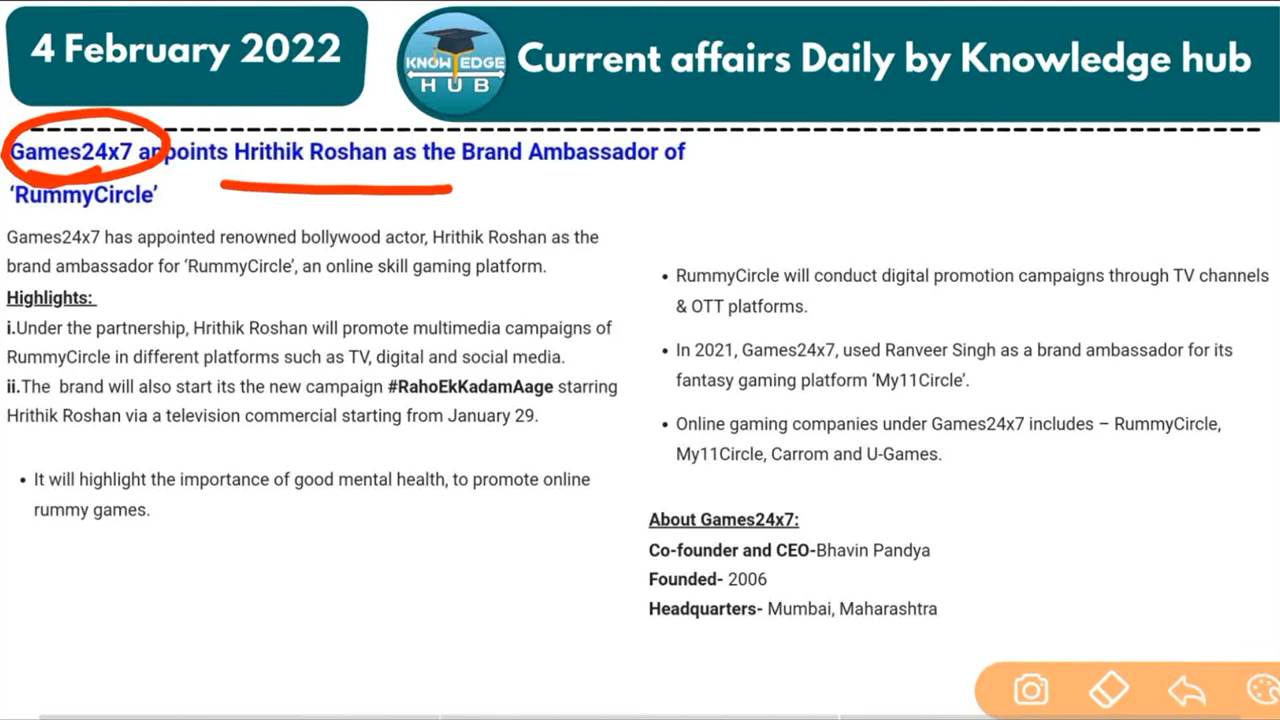 4 February 2022
KNOWLEDGE
HUB
Current affairs Daily by Knowledge hub
Games24x7 appoints Hrithik Roshan as the Brand Ambassador of
‘RummyCircle’
Games24x7 has appointed renowned bollywood actor, Hrithik Roshan as the
brand ambassador for ‘RummyCircle’, an online skill gaming platform.
Highlights:
i.Under the partnership, Hrithik Roshan will promote multimedia campaigns of
RummyCircle in different platforms such as TV, digital and social media.
ii.The brand will also start its the new campaign #RahoEkKadamAage starring
Hrithik Roshan via a television commercial starting from January 29.
• It will highlight the importance of good mental health, to promote online
rummy games.
• RummyCircle will conduct digital promotion campaigns through TV channels
& OTT platforms.
• In 2021, Games24x7, used Ranveer Singh as a brand ambassador for its
fantasy gaming platform ‘My11Circle’.
• Online gaming companies under Games24x7 includes – RummyCircle,
My11Circle, Carrom and U-Games.
About Games24x7:
Co-founder and CEO-Bhavin Pandya
Founded- 2006
Headquarters- Mumbai, Maharashtra